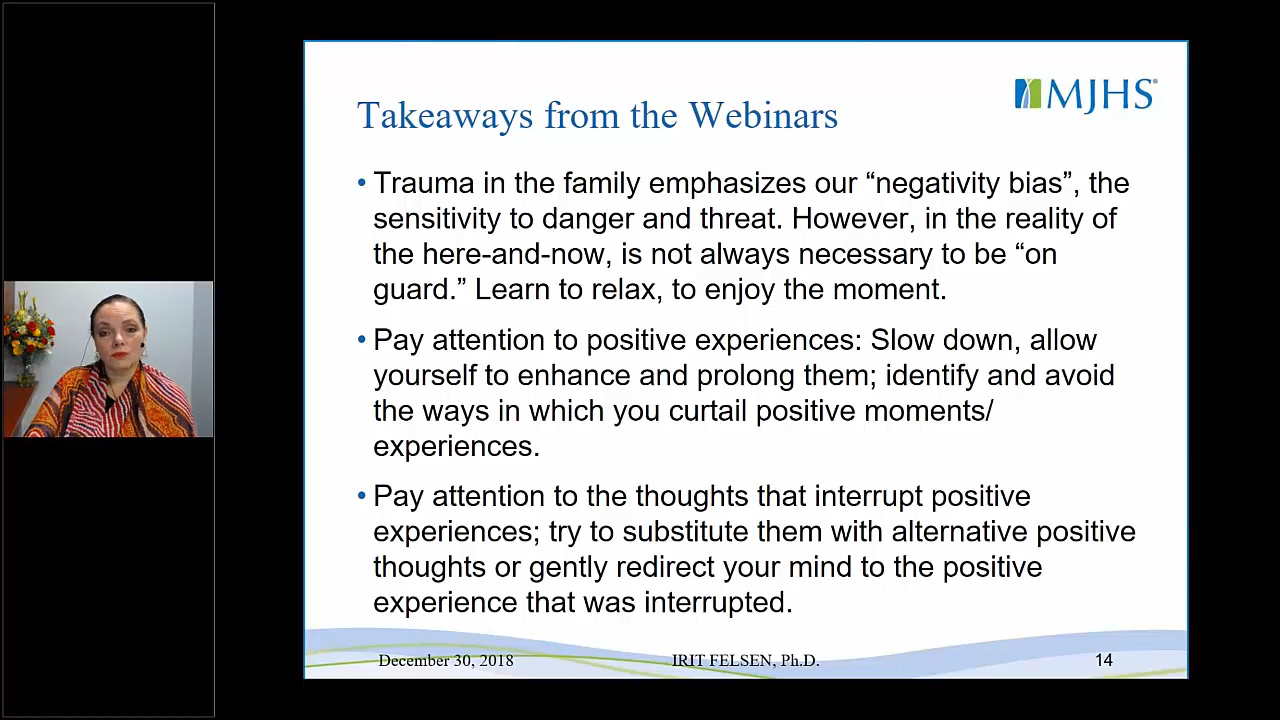 MJHS
Takeaways from the Webinars
• Trauma in the family emphasizes our “negativity bias”, the
sensitivity to danger and threat. However, in the reality of
the here-and-now, is not always necessary to be “on
guard.” Learn to relax, to enjoy the moment.
• Pay attention to positive experiences: Slow down, allow
yourself to enhance and prolong them; identify and avoid
the ways in which you curtail positive moments/
experiences.
• Pay attention to the thoughts that interrupt positive
experiences; try to substitute them with alternative positive
thoughts or gently redirect your mind to the positive
experience that was interrupted.
December 30, 2018 IRIT FELSEN, Ph.D. 14